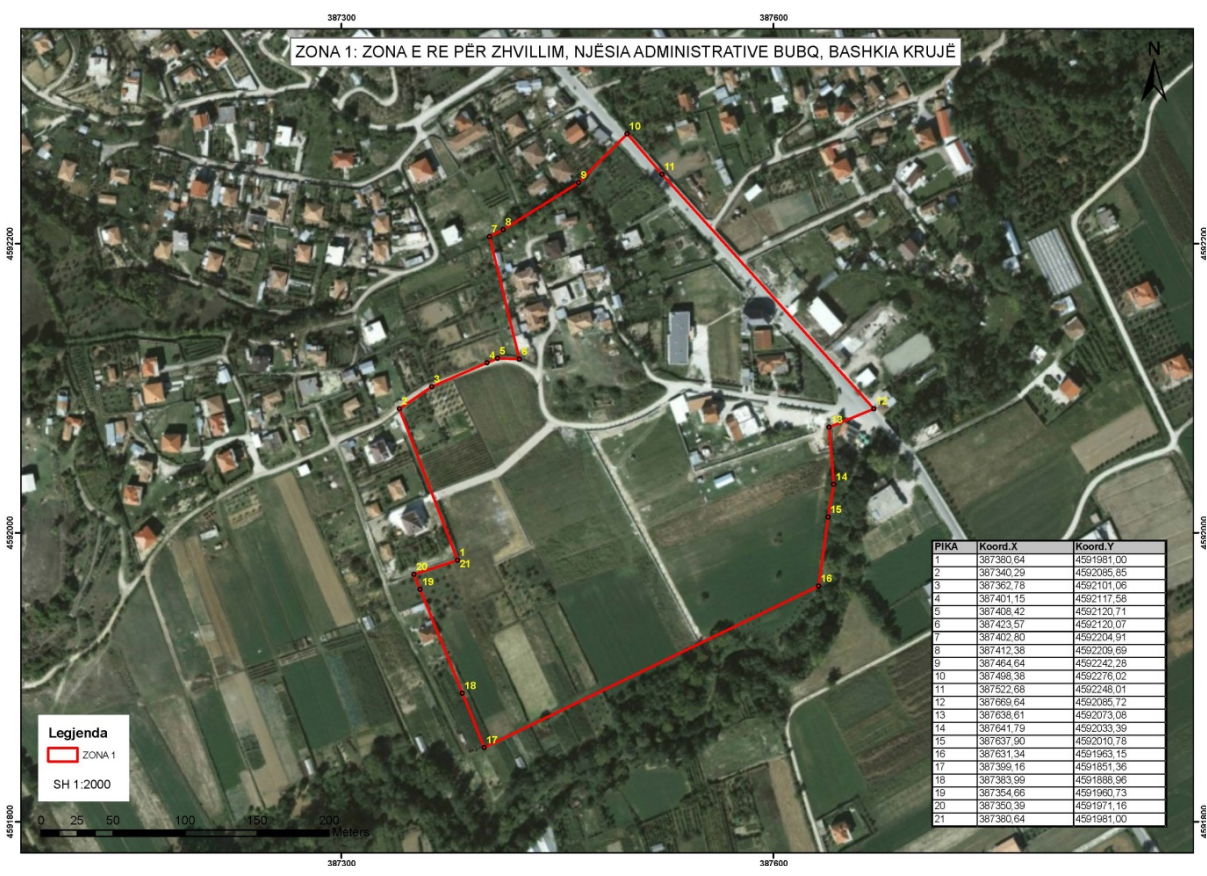 387300
387600
ZONA 1: ZONA E RE PËR ZHVILLIM, NJËSIA ADMINISTRATIVE BUBQ, BASHKIA KRUJË
N
10
11
9
8
7
4592200
4592200
6
5
4
3
2
12
13
14
15
4592000
4592000
1
21
20
19
16
18
17
PIKA Koord.X Koord.Y
1 387380,64 4591981,00
2 387340,29 4592085,85
3 387362,78 4592101,06
4 387401,15 4592117,58
5 387408,42 4592120,71
6 387423,57 4592120,07
7 387402,80 4592204,91
8 387412,38 4592209,69
9 387464,64 4592242,28
10 387498,38 4592276,02
11 387522,68 4592248,01
12 387669,64 4592085,72
13 387638,61 4592073,08
14 387641,79 4592033,39
15 387637,90 4592010,78
16 387631,34 4591963,15
17 387399,16 4591851,36
18 387383,99 4591888,96
19 387354,66 4591960,73
20 387350,39 4591971,16
21 387380,64 4591981,00
Legjenda
ZONA 1
SH 1:2000
4591800
4591800
0 25 50 100 150 200
Meters
387300
387600